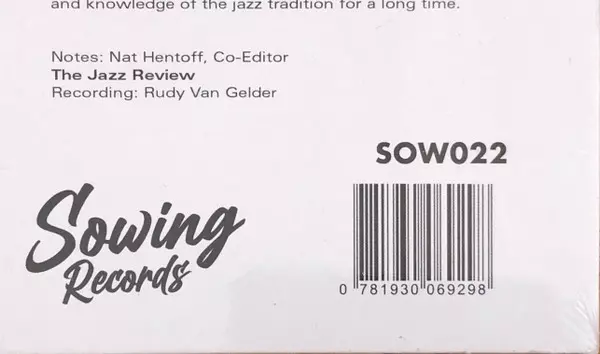 and knowledge of the jazz tradition for a long time.
Notes: Nat Hentoff, Co-Editor
The Jazz Review
Recording: Rudy Van Gelder
SOW022
Sowing
Records
0 781930 069298